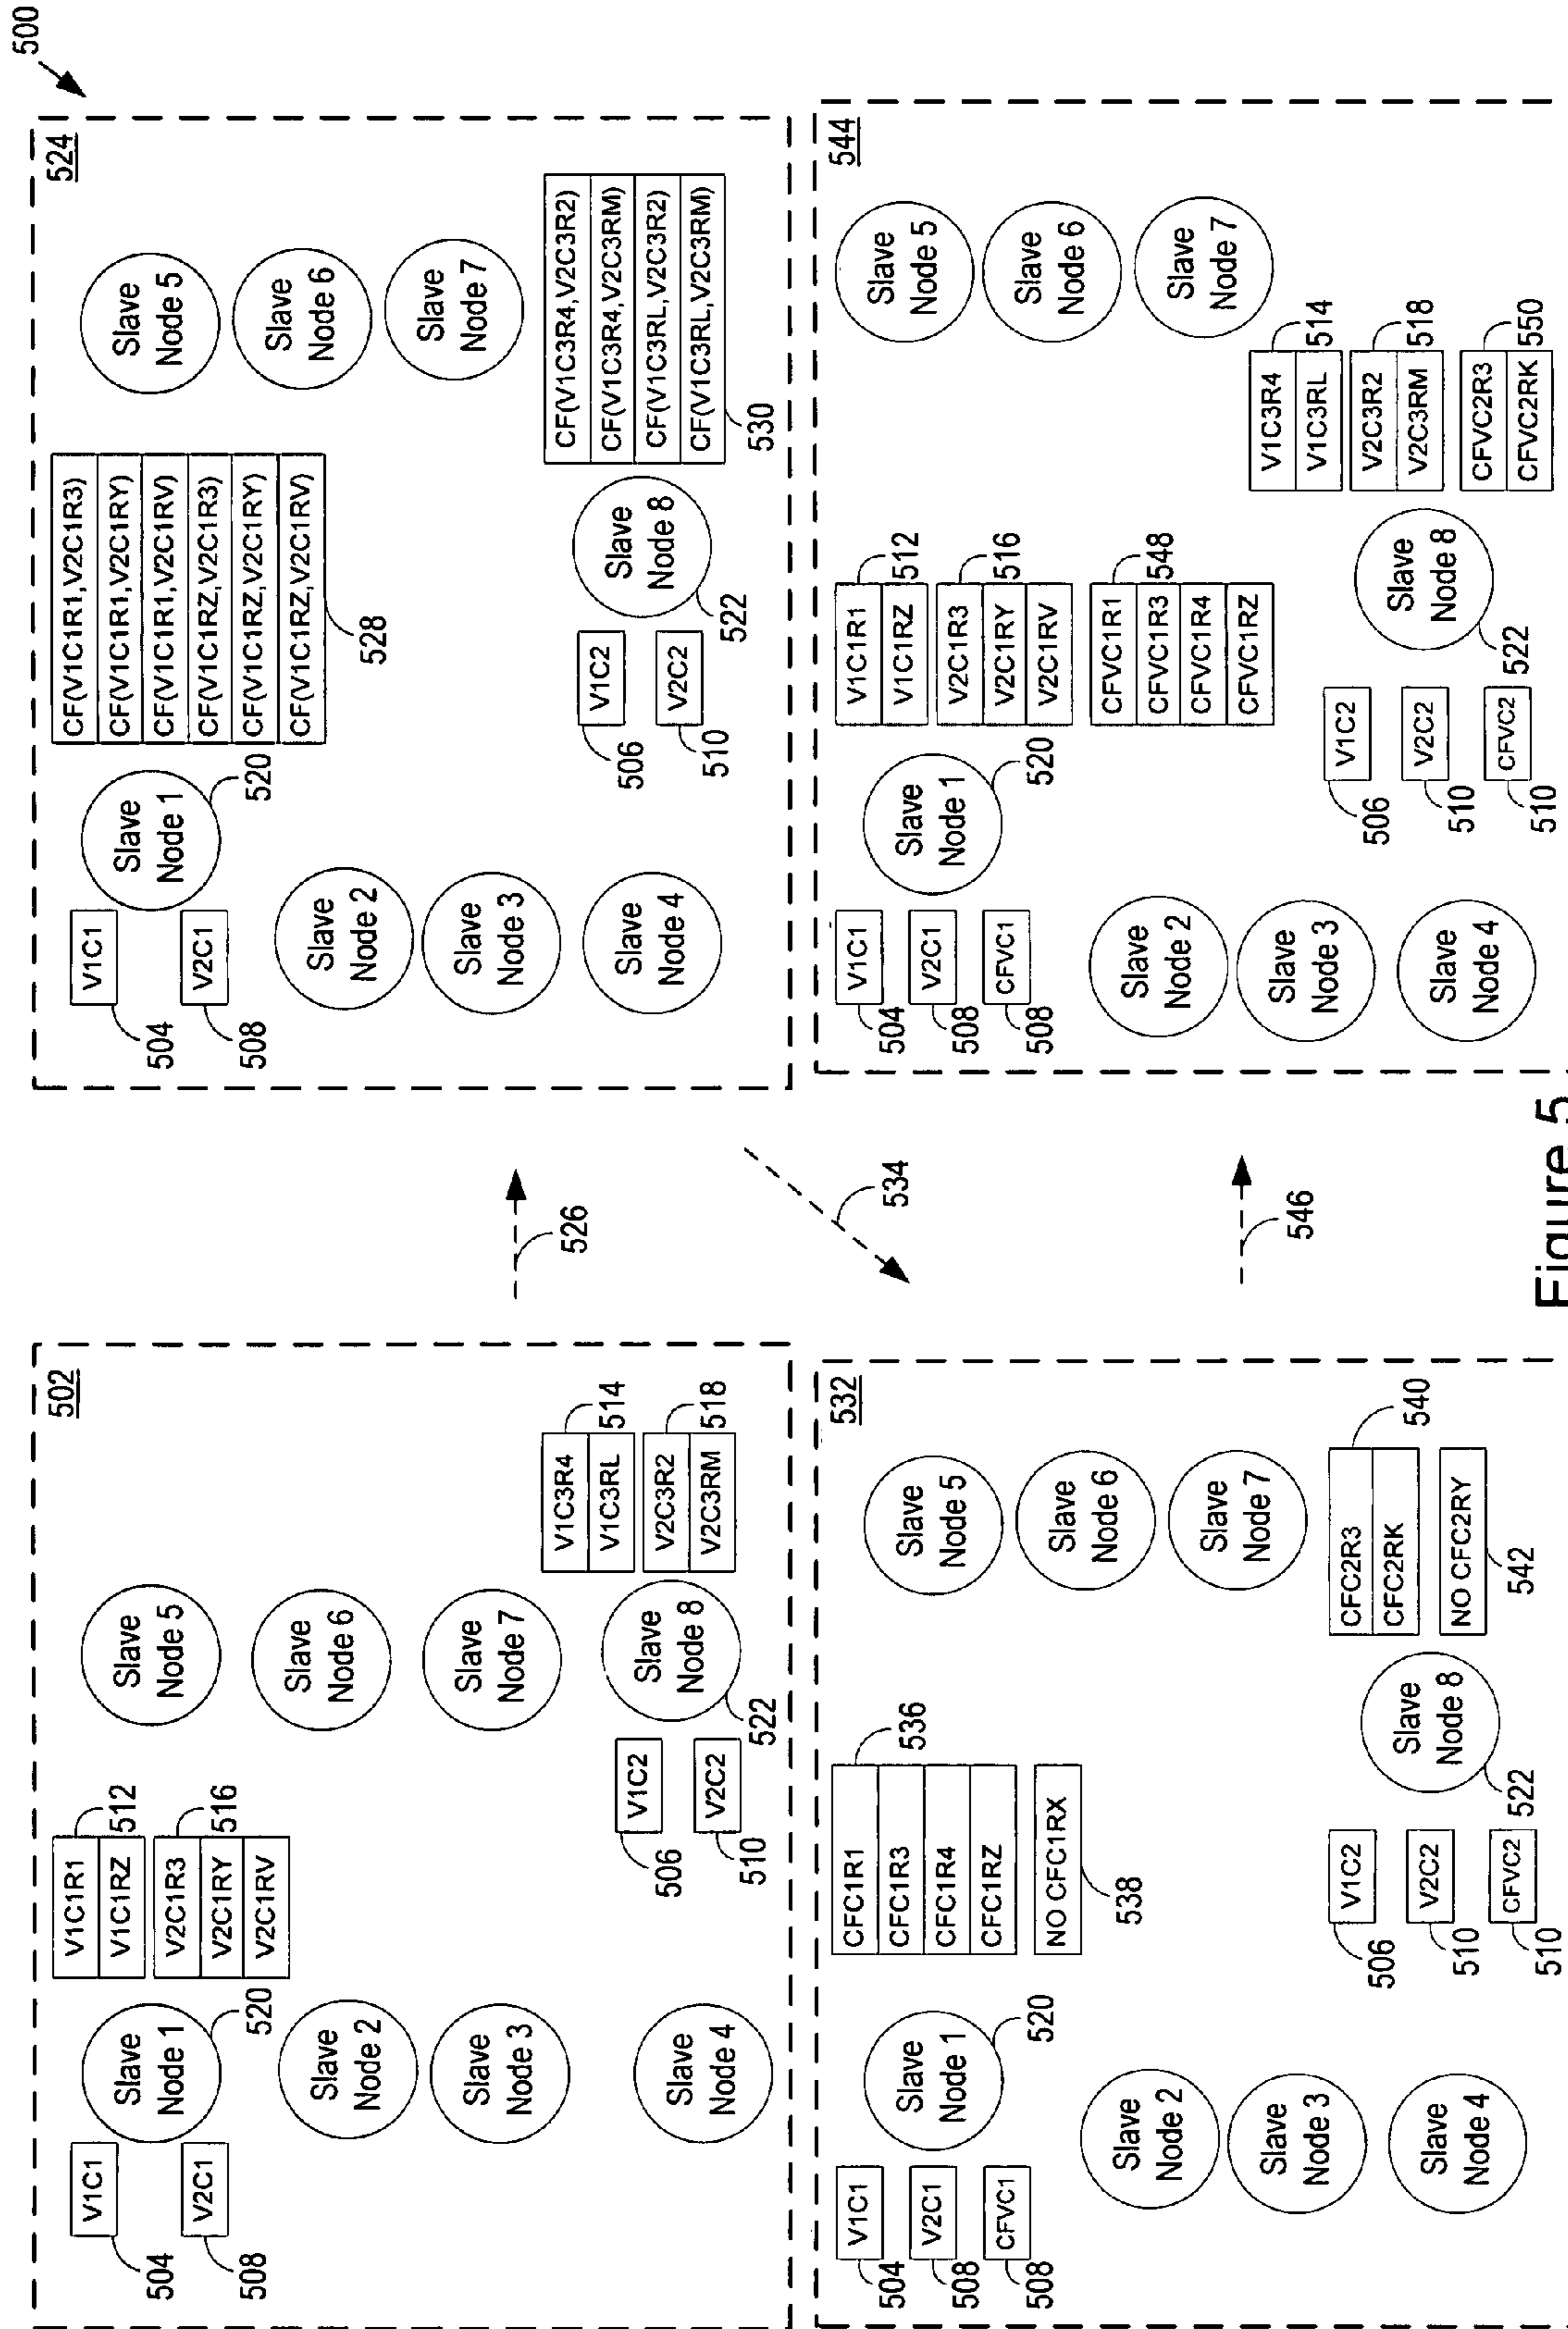 500
502
V1C1
504
V2C1
508
Slave
Node 1
520
V1C1R1
V1C1RZ
512
V2C1R3
V2C1RY
V2C1RV
516
Slave
Node 2
Slave
Node 3
Slave
Node 4
Slave
Node 5
Slave
Node 6
Slave
Node 7
V1C2
506
V2C2
510
Slave
Node 8
522
V1C3R4
V1C3RL
514
V2C3R2
V2C3RM
518
526
524
V1C1
504
V2C1
508
Slave
Node 1
520
CF(V1C1R1,V2C1R3)
CF(V1C1R1,V2C1RY)
CF(V1C1R1,V2C1RV)
CF(V1C1RZ,V2C1R3)
CF(V1C1RZ,V2C1RY)
CF(V1C1RZ,V2C1RV)
528
Slave
Node 2
Slave
Node 3
Slave
Node 4
Slave
Node 5
Slave
Node 6
Slave
Node 7
V1C2
506
V2C2
510
Slave
Node 8
522
CF(V1C3R4,V2C3R2)
CF(V1C3R4,V2C3RM)
CF(V1C3RL,V2C3R2)
CF(V1C3RL,V2C3RM)
530
534
532
V1C1
504
V2C1
508
CFVC1
508
Slave
Node 1
520
CFC1R1
CFC1R3
CFC1R4
CFC1RZ
536
NO CFC1RX
538
Slave
Node 2
Slave
Node 3
Slave
Node 4
Slave
Node 5
Slave
Node 6
Slave
Node 7
V1C2
506
V2C2
510
CFVC2
510
Slave
Node 8
522
CFC2R3
CFC2RK
540
NO CFC2RY
542
546
544
V1C1
504
V2C1
508
CFVC1
508
Slave
Node 1
520
V1C1R1
V1C1RZ
512
V2C1R3
V2C1RY
V2C1RV
516
CFVC1R1
CFVC1R3
CFVC1R4
CFVC1RZ
548
Slave
Node 2
Slave
Node 3
Slave
Node 4
Slave
Node 5
Slave
Node 6
Slave
Node 7
V1C2
506
V2C2
510
CFVC2
510
Slave
Node 8
522
V1C3R4
V1C3RL
514
V2C3R2
V2C3RM
518
CFVC2R3
CFVC2RK
550
Figure 5